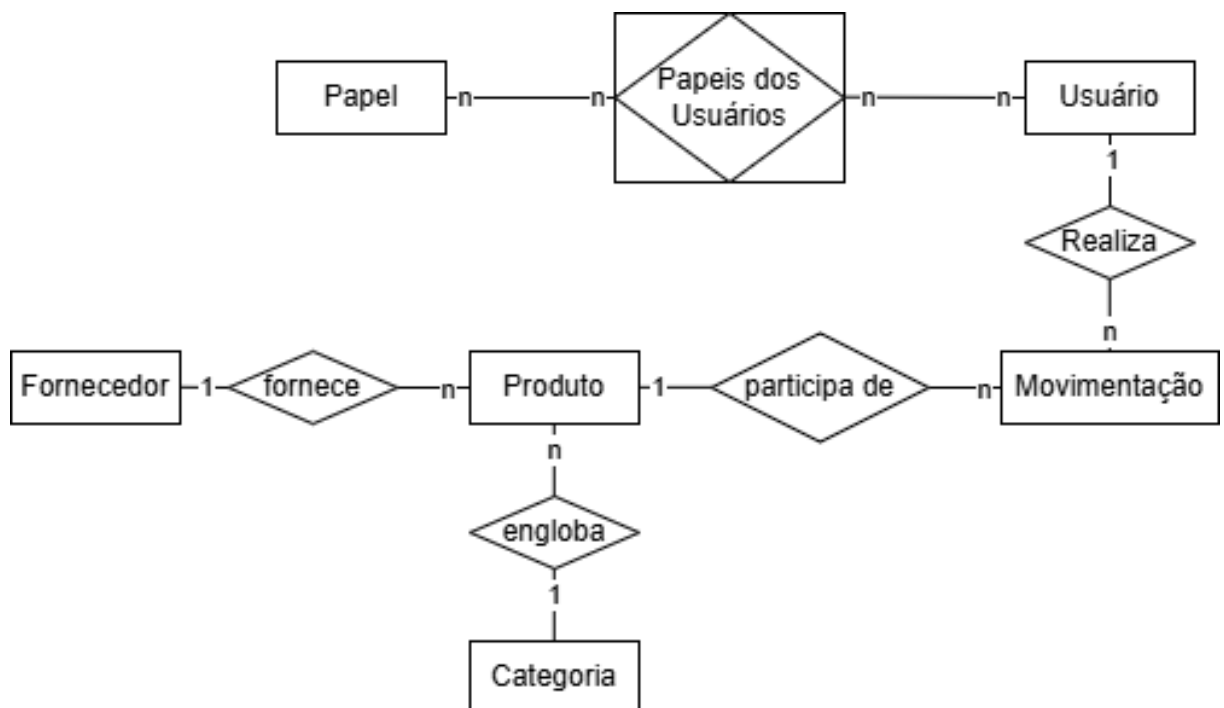 Papel
n
n
Papeis dos
Usuários
n
n
Usuário
1
Realiza
n
Fornecedor
1
fornece
n
Produto
1
participa de
n
Movimentação
n
engloba
1
Categoria